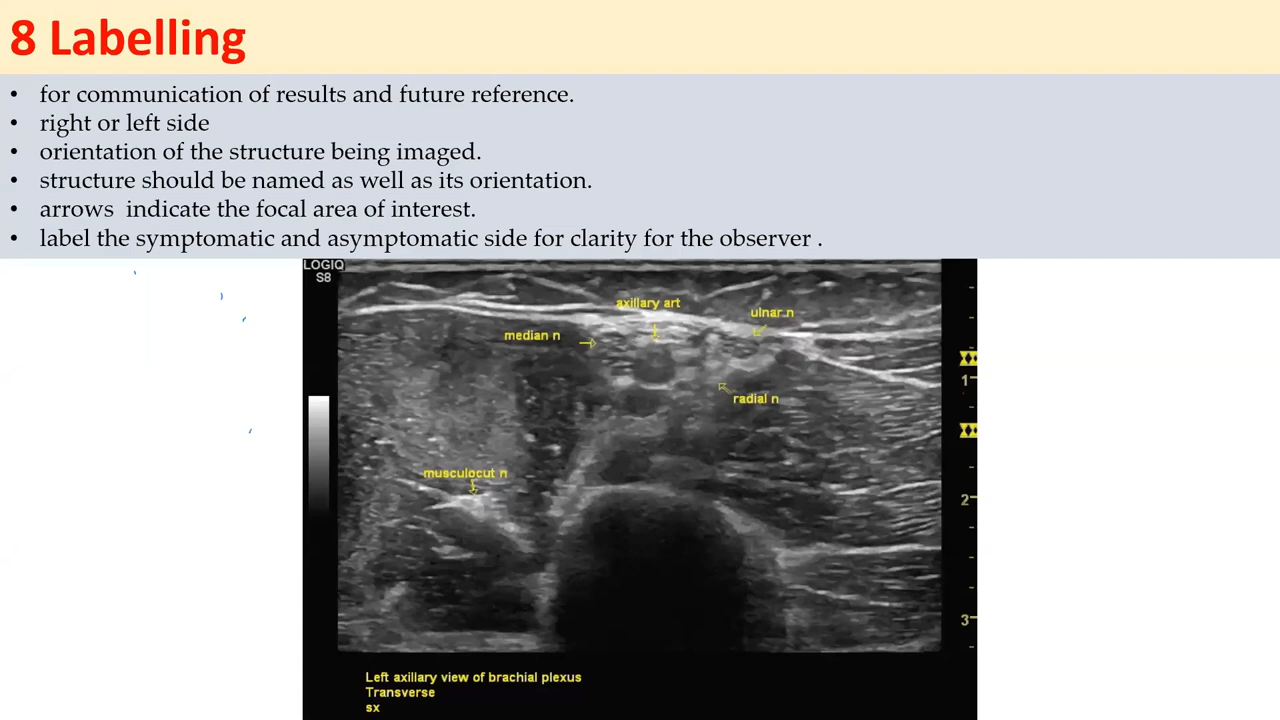 8 Labelling
• for communication of results and future reference.
• right or left side
• orientation of the structure being imaged.
• structure should be named as well as its orientation.
• arrows indicate the focal area of interest.
• label the symptomatic and asymptomatic side for clarity for the observer .
LOGIQ
S8
axillary art
ulnar n
median n
1
radial n
musculocut n
2
3
Left axillary view of brachial plexus
Transverse
sx